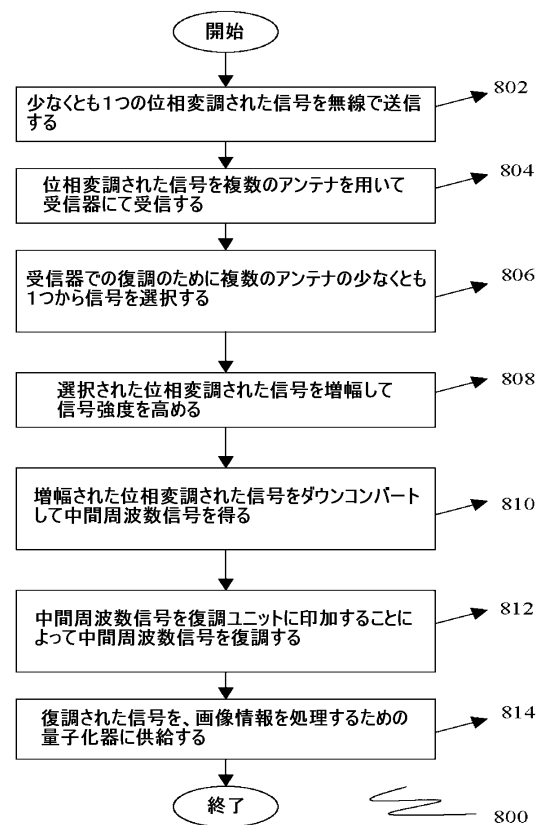 開始
少なくとも1つの位相変調された信号を無線で送信
する
802
位相変調された信号を複数のアンテナを用いて
受信器にて受信する
804
受信器での復調のために複数のアンテナの少なくとも
1つから信号を選択する
806
選択された位相変調された信号を増幅して
信号強度を高める
808
増幅された位相変調された信号をダウンコンバート
して中間周波数信号を得る
810
中間周波数信号を復調ユニットに印加することに
よって中間周波数信号を復調する
812
復調された信号を、画像情報を処理するための
量子化器に供給する
814
終了
800